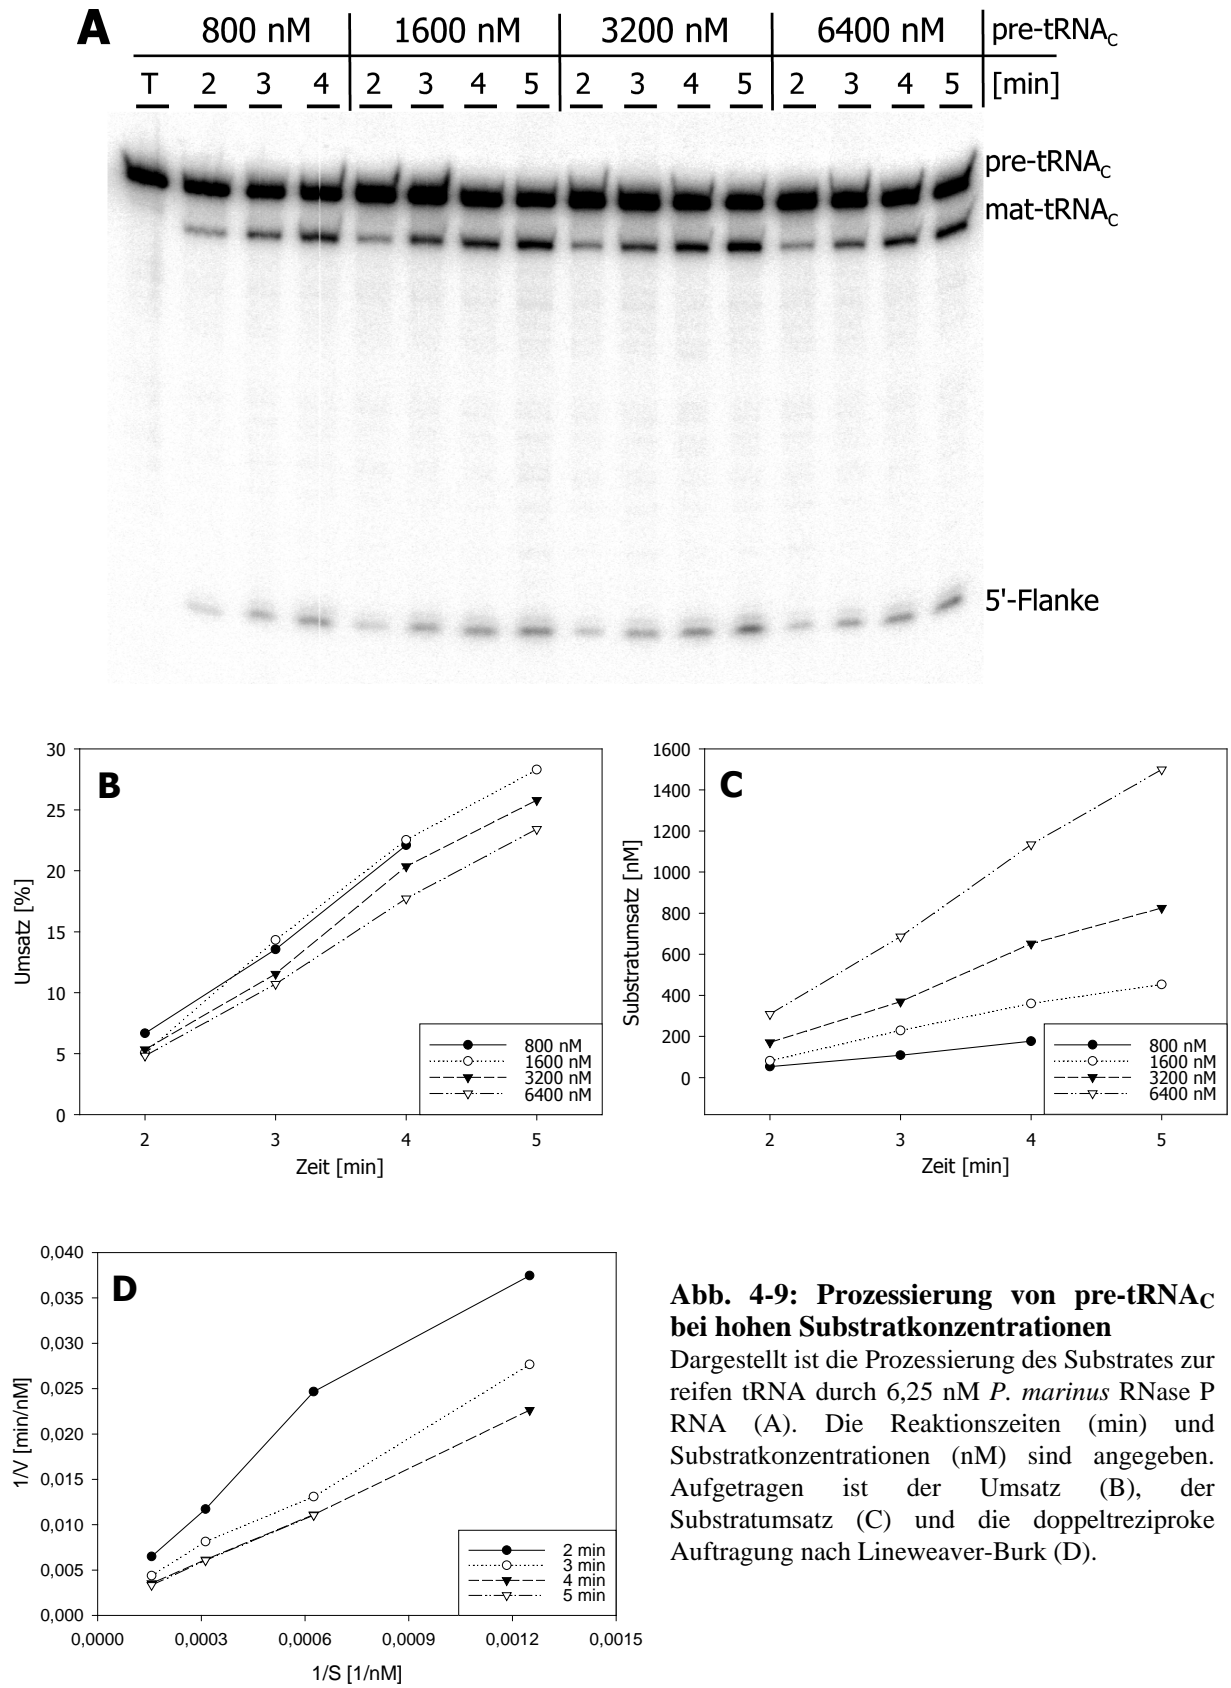 A
800 nM 1600 nM 3200 nM 6400 nM pre-tRNAC
T 2 3 4 2 3 4 5 2 3 4 5 2 3 4 5 [min]
pre-tRNAC
mat-tRNAC
5'-Flanke
B
Umsatz [%]
30
25
20
15
10
5
0
2 3 4 5
Zeit [min]
800 nM
1600 nM
3200 nM
6400 nM
C
Substratumsatz [nM]
1600
1400
1200
1000
800
600
400
200
0
2 3 4 5
Zeit [min]
800 nM
1600 nM
3200 nM
6400 nM
D
1/V [min/nM]
0,040
0,035
0,030
0,025
0,020
0,015
0,010
0,005
0,000
0,0000 0,0003 0,0006 0,0009 0,0012 0,0015
1/S [1/nM]
2 min
3 min
4 min
5 min
Abb. 4-9: Prozessierung von pre-tRNAC
bei hohen Substratkonzentrationen
Dargestellt ist die Prozessierung des Substrates zur
reifen tRNA durch 6,25 nM P. marinus RNase P
RNA (A). Die Reaktionszeiten (min) und
Substratkonzentrationen (nM) sind angegeben.
Aufgetragen ist der Umsatz (B), der
Substratumsatz (C) und die doppeltreziproke
Auftragung nach Lineweaver-Burk (D).